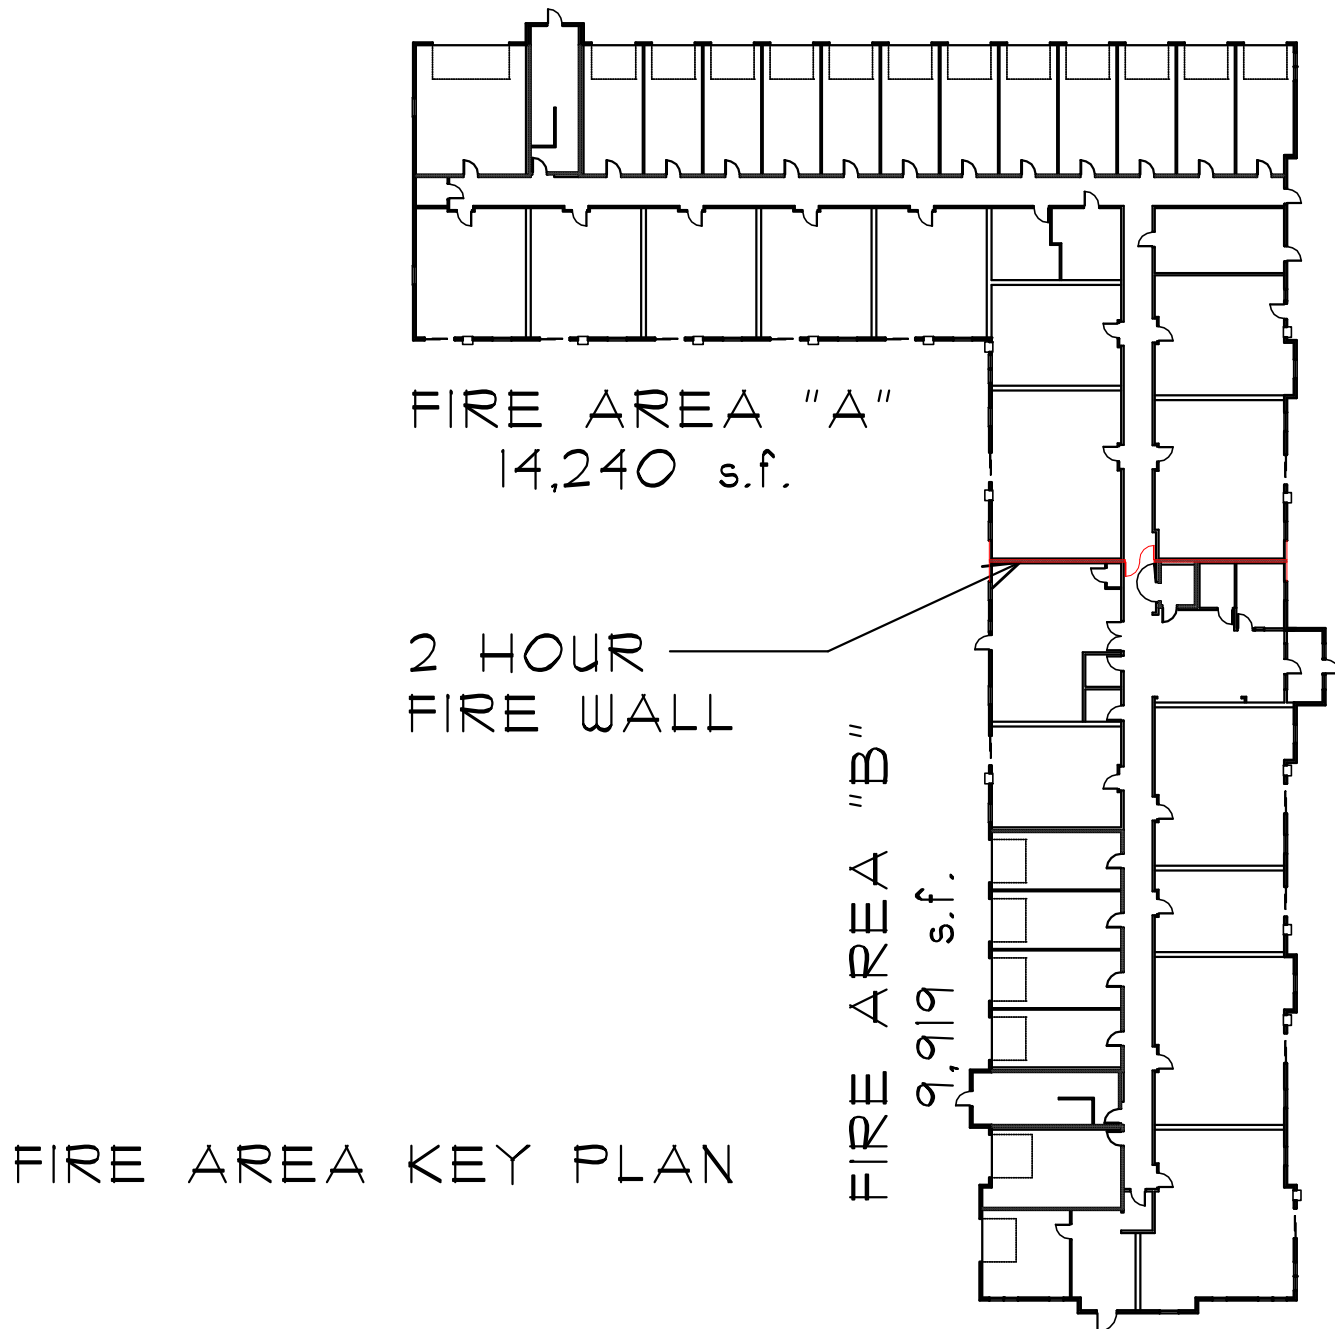 FIRE AREA "A"
14,240 s.f.
2 HOUR
FIRE WALL
FIRE AREA "B"
9,919 s.f.
FIRE AREA KEY PLAN